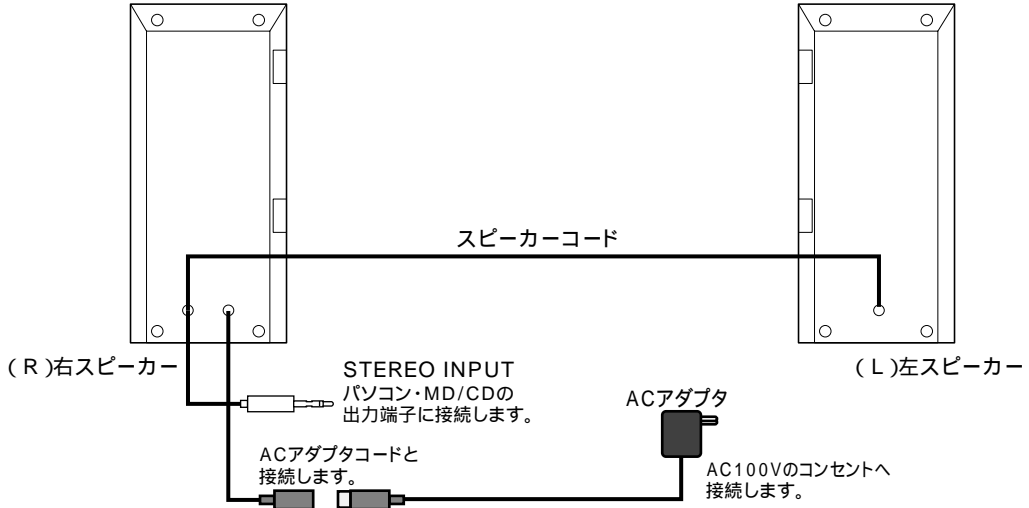 スピーカーコード
(R)右スピーカー
(L)左スピーカー
STEREO INPUT
パソコン・MD/CDの
出力端子に接続します。
ACアダプタ
ACアダプタコードと
接続します。
AC100Vのコンセントへ
接続します。